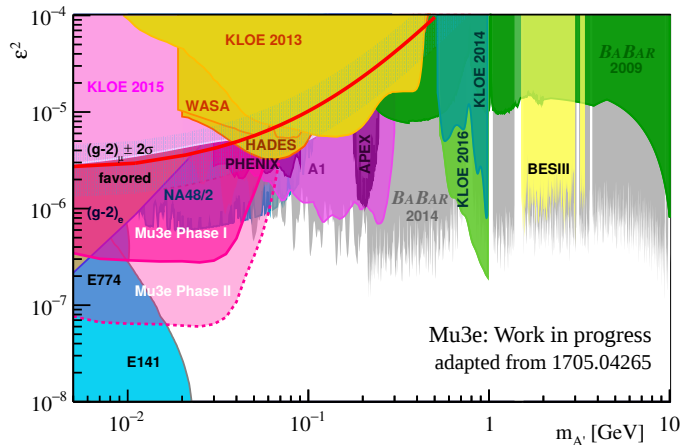 ε²
10⁻⁴
10⁻⁵
10⁻⁶
10⁻⁷
10⁻⁸
KLOE 2013
KLOE 2014
BABAR
2009
KLOE 2015
WASA
HADES
(g-2)μ ± 2σ
favored
PHENIX
A1
APEX
KLOE 2016
BESIII
NA48/2
BABAR
2014
(g-2)e
Mu3e Phase I
E774
Mu3e Phase II
E141
Mu3e: Work in progress
adapted from 1705.04265
10⁻²
10⁻¹
1
10
mA' [GeV]